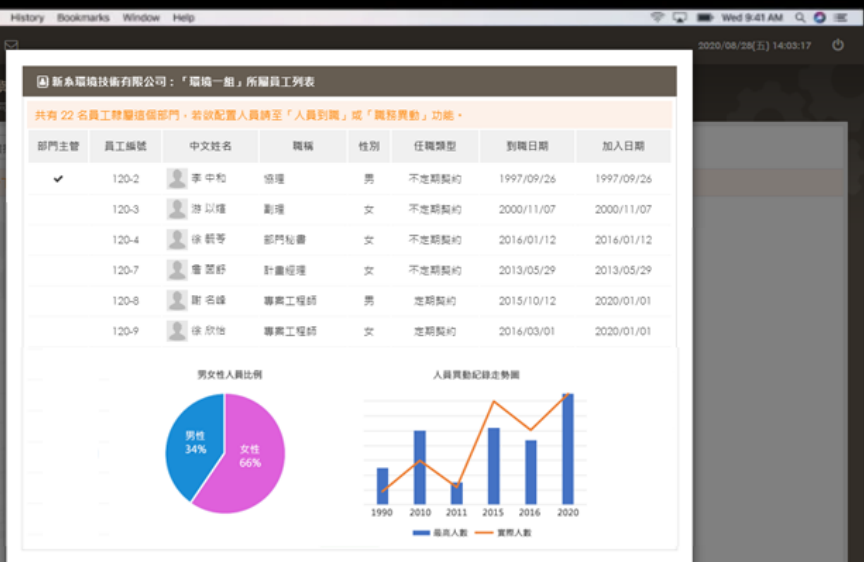 History Bookmarks Window Help
Wed 9:41 AM
2020/08/28(五) 14:03:17
新系環境技術有限公司：「環境一組」所屬員工列表
共有 22 名員工隸屬這個部門，若欲配置人員請至「人員到職」或「職務異動」功能。
部門主管 員工編號 中文姓名 職稱 性別 任職類型 到職日期 加入日期
120-2 李 中和 協理 男 不定期契約 1997/09/26 1997/09/26
120-3 游 以 副理 女 不定期契約 2000/11/07 2000/11/07
120-4 徐 部門秘書 女 不定期契約 2016/01/12 2016/01/12
120-7 詹 茵舒 計畫經理 女 不定期契約 2013/05/29 2013/05/29
120-8 謝 名峰 專案工程師 男 定期契約 2015/10/12 2020/01/01
120-9 徐 欣怡 專案工程師 女 定期契約 2016/03/01 2020/01/01
男女性人員比例
男性
34%
女性
66%
人員異動紀錄走勢圖
1990 2010 2011 2015 2016 2020
最高人數 實際人數